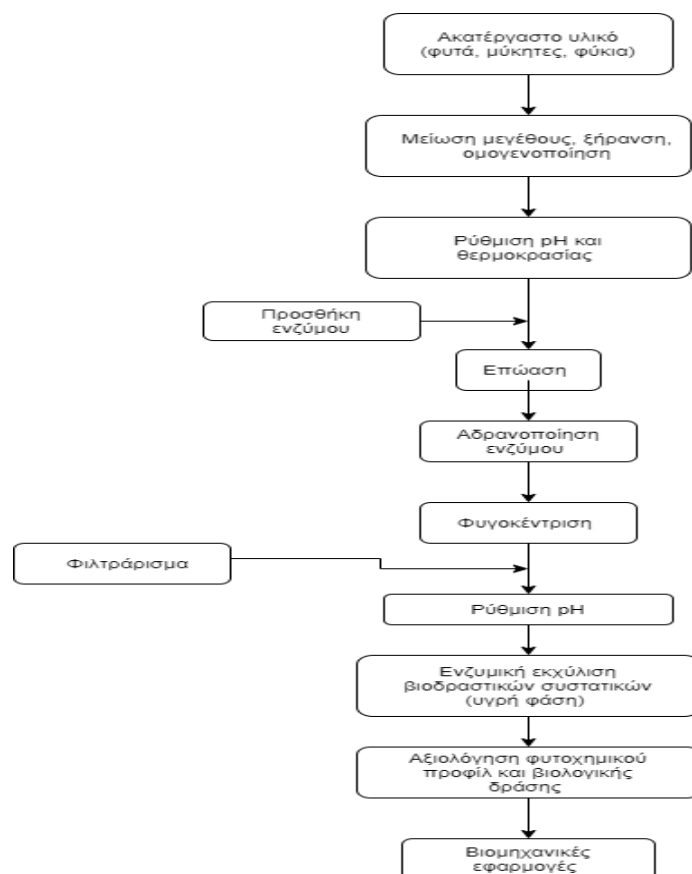 Ακατέργαστο υλικό
(φυτά, μύκητες, φύκια)
Μείωση μεγέθους, ξήρανση,
ομογενοποίηση
Ρύθμιση pH και
θερμοκρασίας
Προσθήκη
ενζύμου
Επώαση
Αδρανοποίηση
ενζύμου
Φυγοκέντριση
Φιλτράρισμα
Ρύθμιση pH
Ενζυμική εκχύλιση
βιοδραστικών συστατικών
(υγρή φάση)
Αξιολόγηση φυτοχημικού
προφίλ και βιολογικής
δράσης
Βιομηχανικές
εφαρμογές